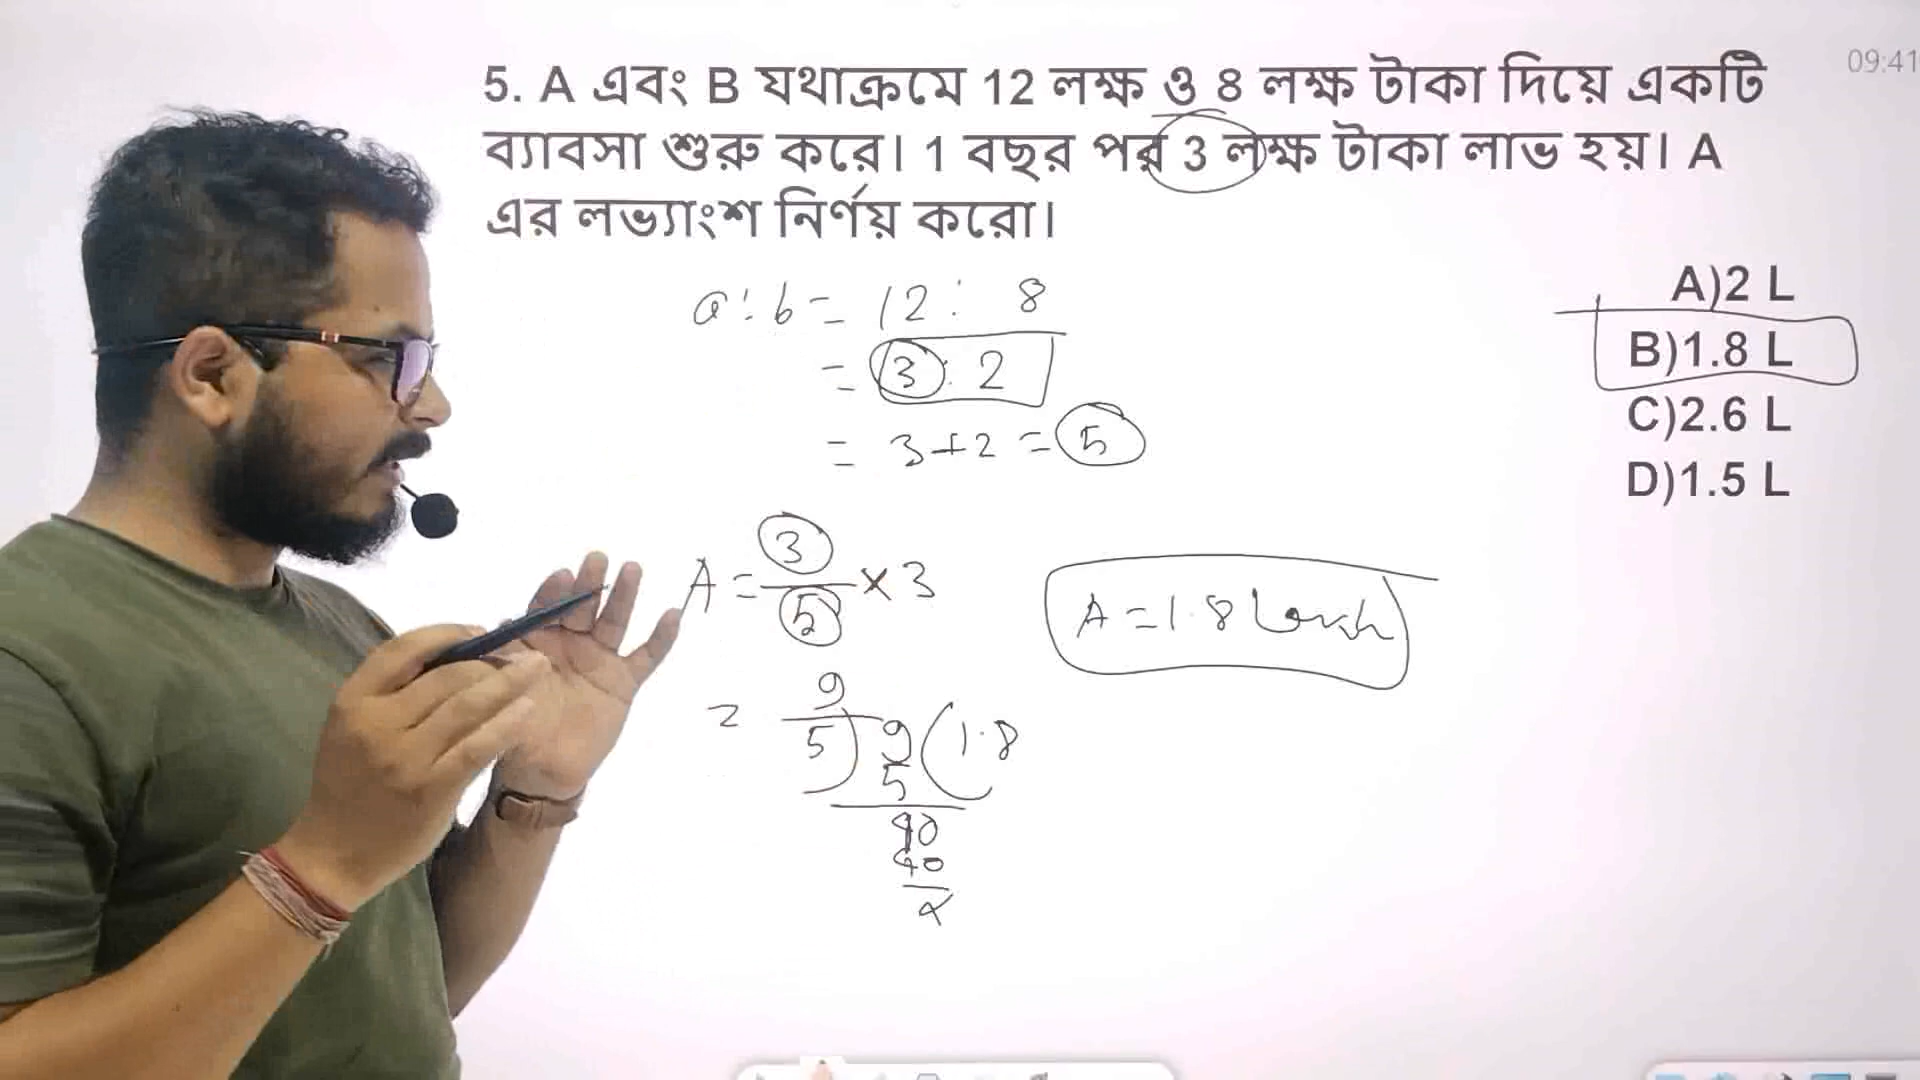 09:41
5. A এবং B যথাক্রমে 12 লক্ষ ও 8 লক্ষ টাকা দিয়ে একটি
ব্যাবসা শুরু করে। 1 বছর পর 3 লক্ষ টাকা লাভ হয়। A
এর লভ্যাংশ নির্ণয় করো।
A)2 L
B)1.8 L
C)2.6 L
D)1.5 L
a : b = 12 : 8
= 3 : 2
= 3+2 = 5
A = 3/5 × 3
A = 1.8 Lakh
= 9/5
5) 9 (1.8
5
40
40
x